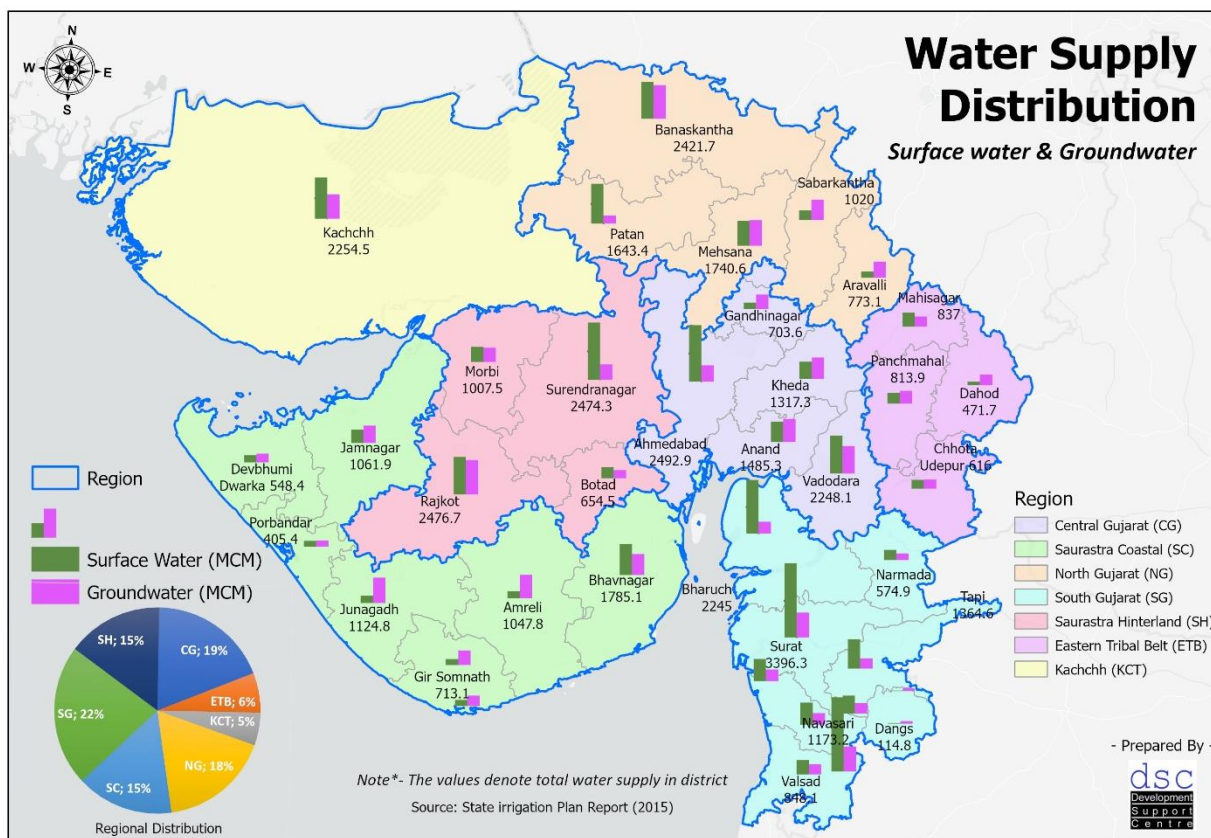 Water Supply
Distribution
Surface water & Groundwater
N
W
E
S
Banaskantha
2421.7
Sabarkantha
1020
Kachchh
2254.5
Patan
1643.4
Mehsana
1740.6
Aravalli
773.1
Mahisagar
837
Gandhinagar
703.6
Panchmahal
813.9
Morbi
1007.5
Surendranagar
2474.3
Kheda
1317.3
Dahod
471.7
Jamnagar
1061.9
Ahmedabad
2492.9
Anand
1485.3
Chhota
Udepur 616
Devbhumi
Dwarka 548.4
Rajkot
2476.7
Botad
654.5
Vadodara
2248.1
Porbandar
405.4
Bhavnagar
1785.1
Bharuch
2245
Narmada
574.9
Tapi
1364.6
Junagadh
1124.8
Amreli
1047.8
Surat
3396.3
Gir Somnath
713.1
Navasari
1173.2
Dangs
114.8
Valsad
848.1
Region
Surface Water (MCM)
Groundwater (MCM)
SH; 15%
CG; 19%
ETB; 6%
KCT; 5%
SG; 22%
NG; 18%
SC; 15%
Regional Distribution
Note*- The values denote total water supply in district
Source: State irrigation Plan Report (2015)
Region
Central Gujarat (CG)
Saurastra Coastal (SC)
North Gujarat (NG)
South Gujarat (SG)
Saurastra Hinterland (SH)
Eastern Tribal Belt (ETB)
Kachchh (KCT)
- Prepared By -
dsc
Development
Support
Centre